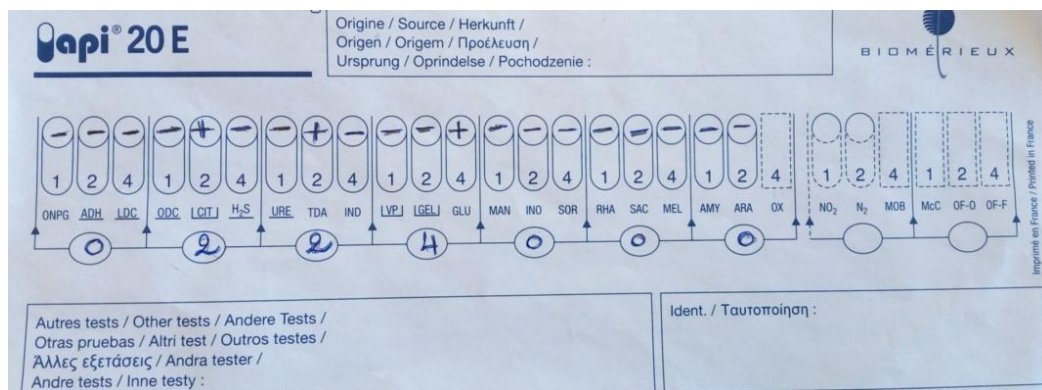 api® 20 E
Origine / Source / Herkunft /
Origen / Origem / Προέλευση /
Ursprung / Oprindelse / Pochodzenie :
BIOMÉRIEUX
- - - - + - - + - - - + - - - - - - - -
1 2 4 1 2 4 1 2 4 1 2 4 1 2 4 1 2 4 1 2 4 1 2 4 1 2 4
ONPG ADH LDC ODC CIT H₂S URE TDA IND VP GEL GLU MAN INO SOR RHA SAC MEL AMY ARA OX NO₂ N₂ MOB McC OF-O OF-F
0 2 2 4 0 0 0
Imprimé en France / Printed in France
Autres tests / Other tests / Andere Tests /
Otras pruebas / Altri test / Outros testes /
Άλλες εξετάσεις / Andra tester /
Andre tests / Inne testy :
Ident. / Ταυτοποίηση :